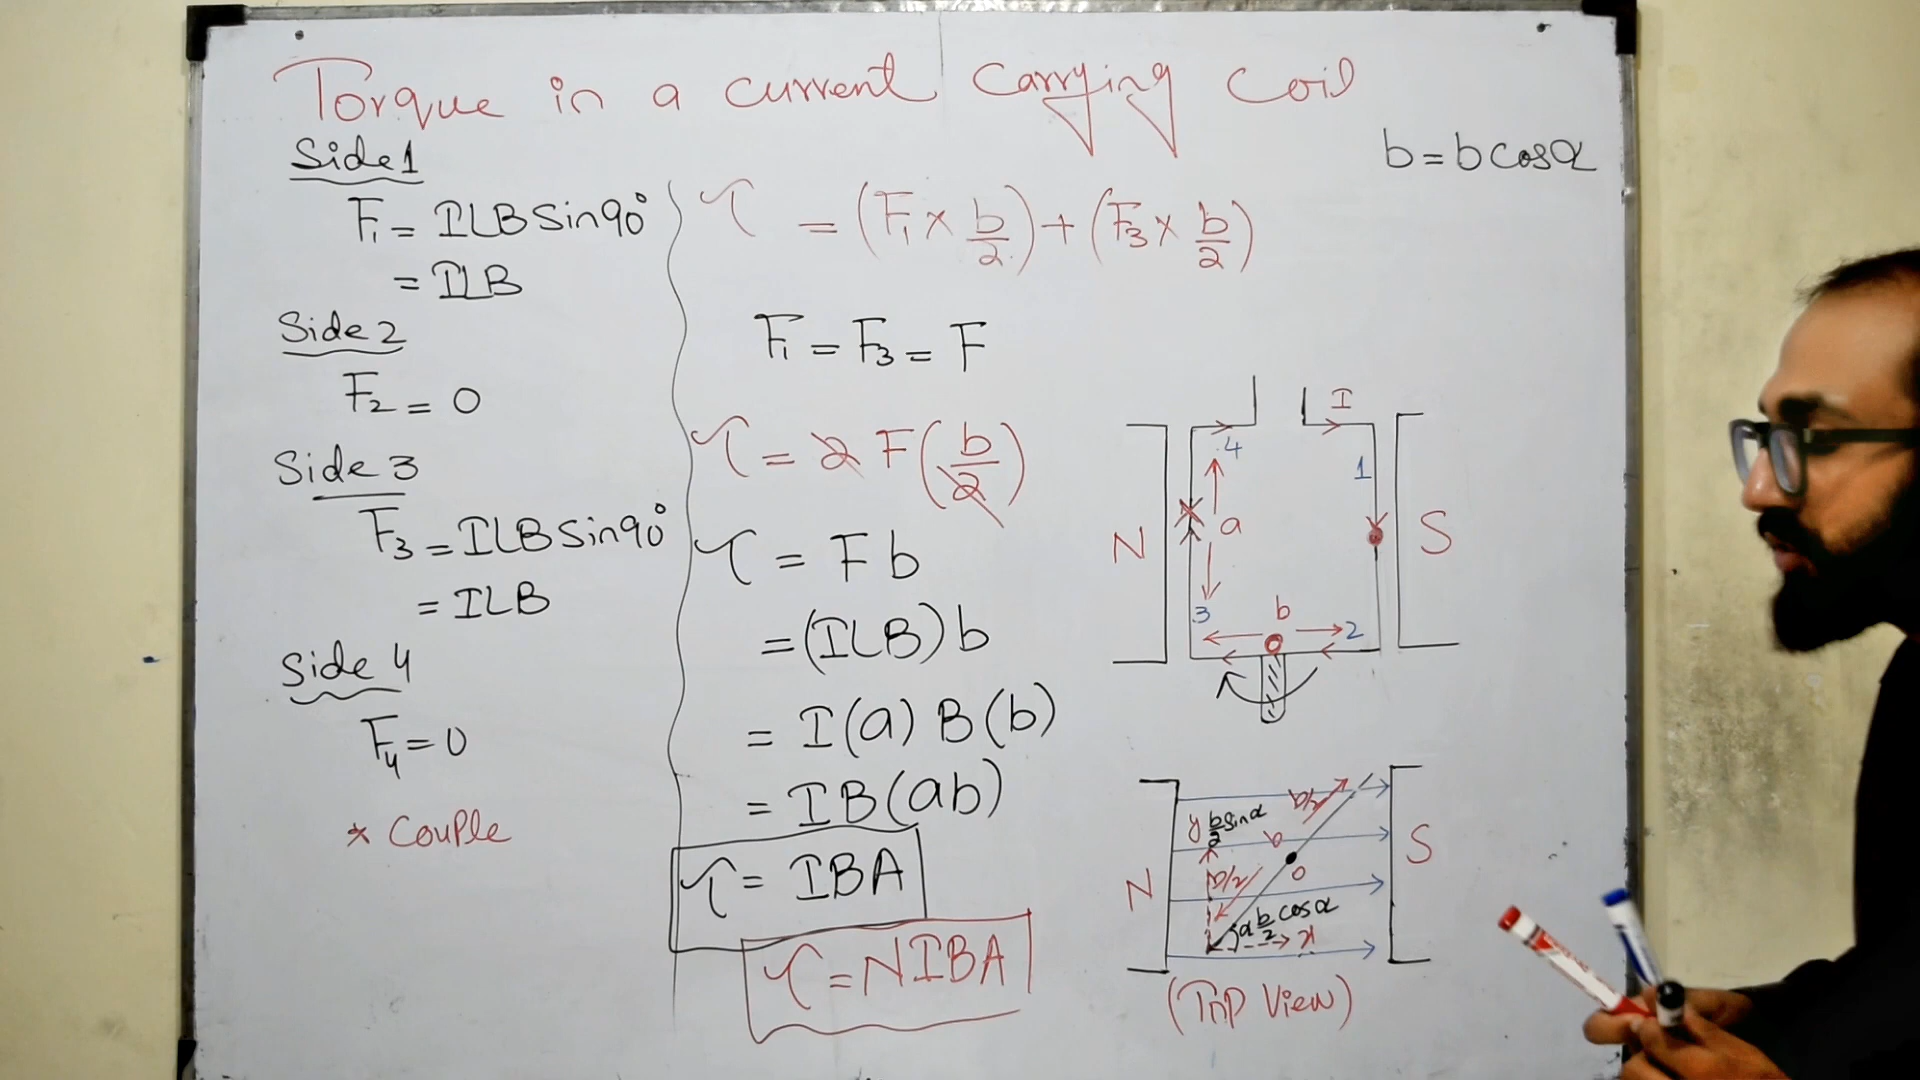 Torque in a current carrying coil
b = b cosα
Side 1
F₁ = ILB Sin90°
= ILB
Side 2
F₂ = 0
Side 3
F₃ = ILB Sin90°
= ILB
Side 4
F₄ = 0
* Couple
τ = (F₁ × b/2) + (F₃ × b/2)
F₁ = F₃ = F
τ = 2 F (b/2)
τ = F b
= (ILB) b
= I(a) B(b)
= IB(ab)
τ = IBA
τ = NIBA
I
4
1
N
a
S
3
b
2
y b/2 sinα
b/2
b
S
b/2
o
N
α b/2 cosα
x
(Top View)